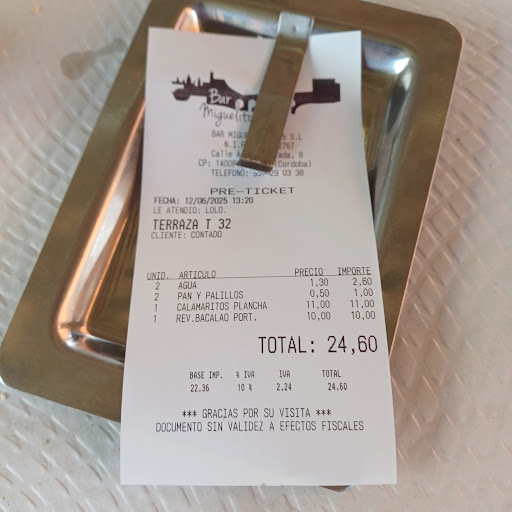 Bar
Miguelito
BAR S.L
N.I.F 2767
Calle 6
CP: (Cordoba)
TELEFONO: 29 03 38
PRE-TICKET
FECHA: 12/06/2025 13:20
LE ATENDIO: LOLO.
TERRAZA T 32
CLIENTE: CONTADO
UNID. ARTICULO PRECIO IMPORTE
2 AGUA 1,30 2,60
2 PAN Y PALILLOS 0,50 1,00
1 CALAMARITOS PLANCHA 11,00 11,00
1 REV.BACALAO PORT. 10,00 10,00
TOTAL: 24,60
BASE IMP. % IVA IVA TOTAL
22,36 10 % 2,24 24,60
*** GRACIAS POR SU VISITA ***
DOCUMENTO SIN VALIDEZ A EFECTOS FISCALES